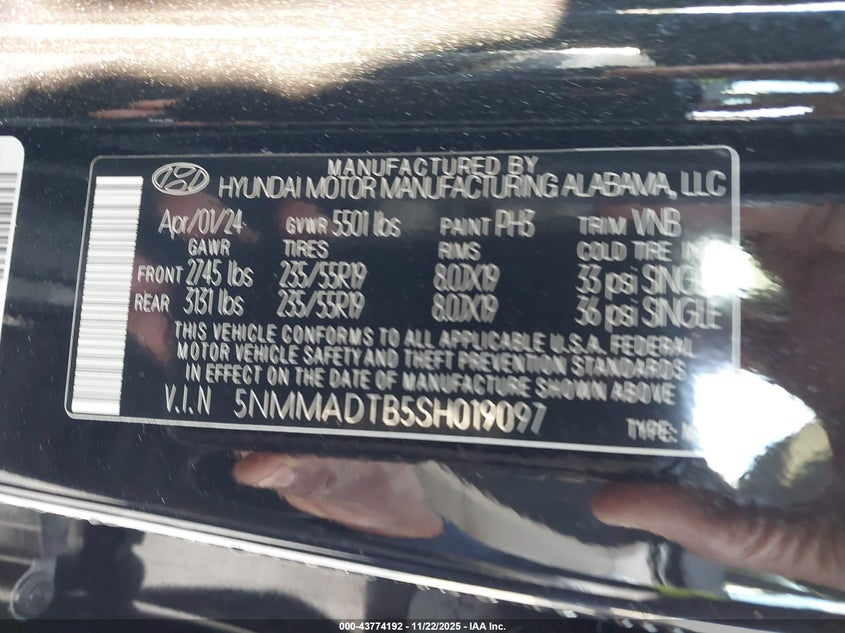 MANUFACTURED BY
HYUNDAI MOTOR MANUFACTURING ALABAMA, LLC
Apr/01/24 GVWR 5501 lbs PAINT PH3 TRIM VNB
GAWR TIRES RIMS COLD TIRE
FRONT 2745 lbs 235/55R19 8.0JX19 33 psi SINGLE
REAR 3131 lbs 235/55R19 8.0JX19 36 psi SINGLE
THIS VEHICLE CONFORMS TO ALL APPLICABLE U.S.A. FEDERAL
MOTOR VEHICLE SAFETY AND THEFT PREVENTION STANDARDS
IN EFFECT ON THE DATE OF MANUFACTURE SHOWN ABOVE
V.I.N 5NMMADTB5SH019097
TYPE:
000-43774192 - 11/22/2025 - IAA Inc.